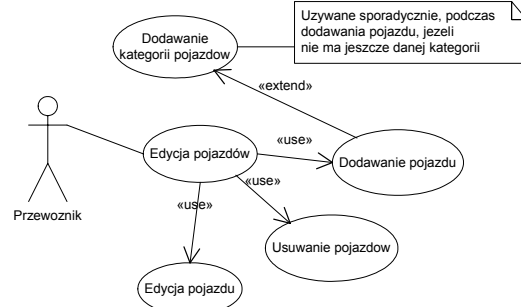 Dodawanie
kategorii pojazdow
Uzywane sporadycznie, podczas
dodawania pojazdu, jezeli
nie ma jeszcze danej kategorii
«extend»
«use»
Edycja pojazdów
Dodawanie pojazdu
«use»
«use»
Przewoznik
Usuwanie pojazdow
Edycja pojazdu